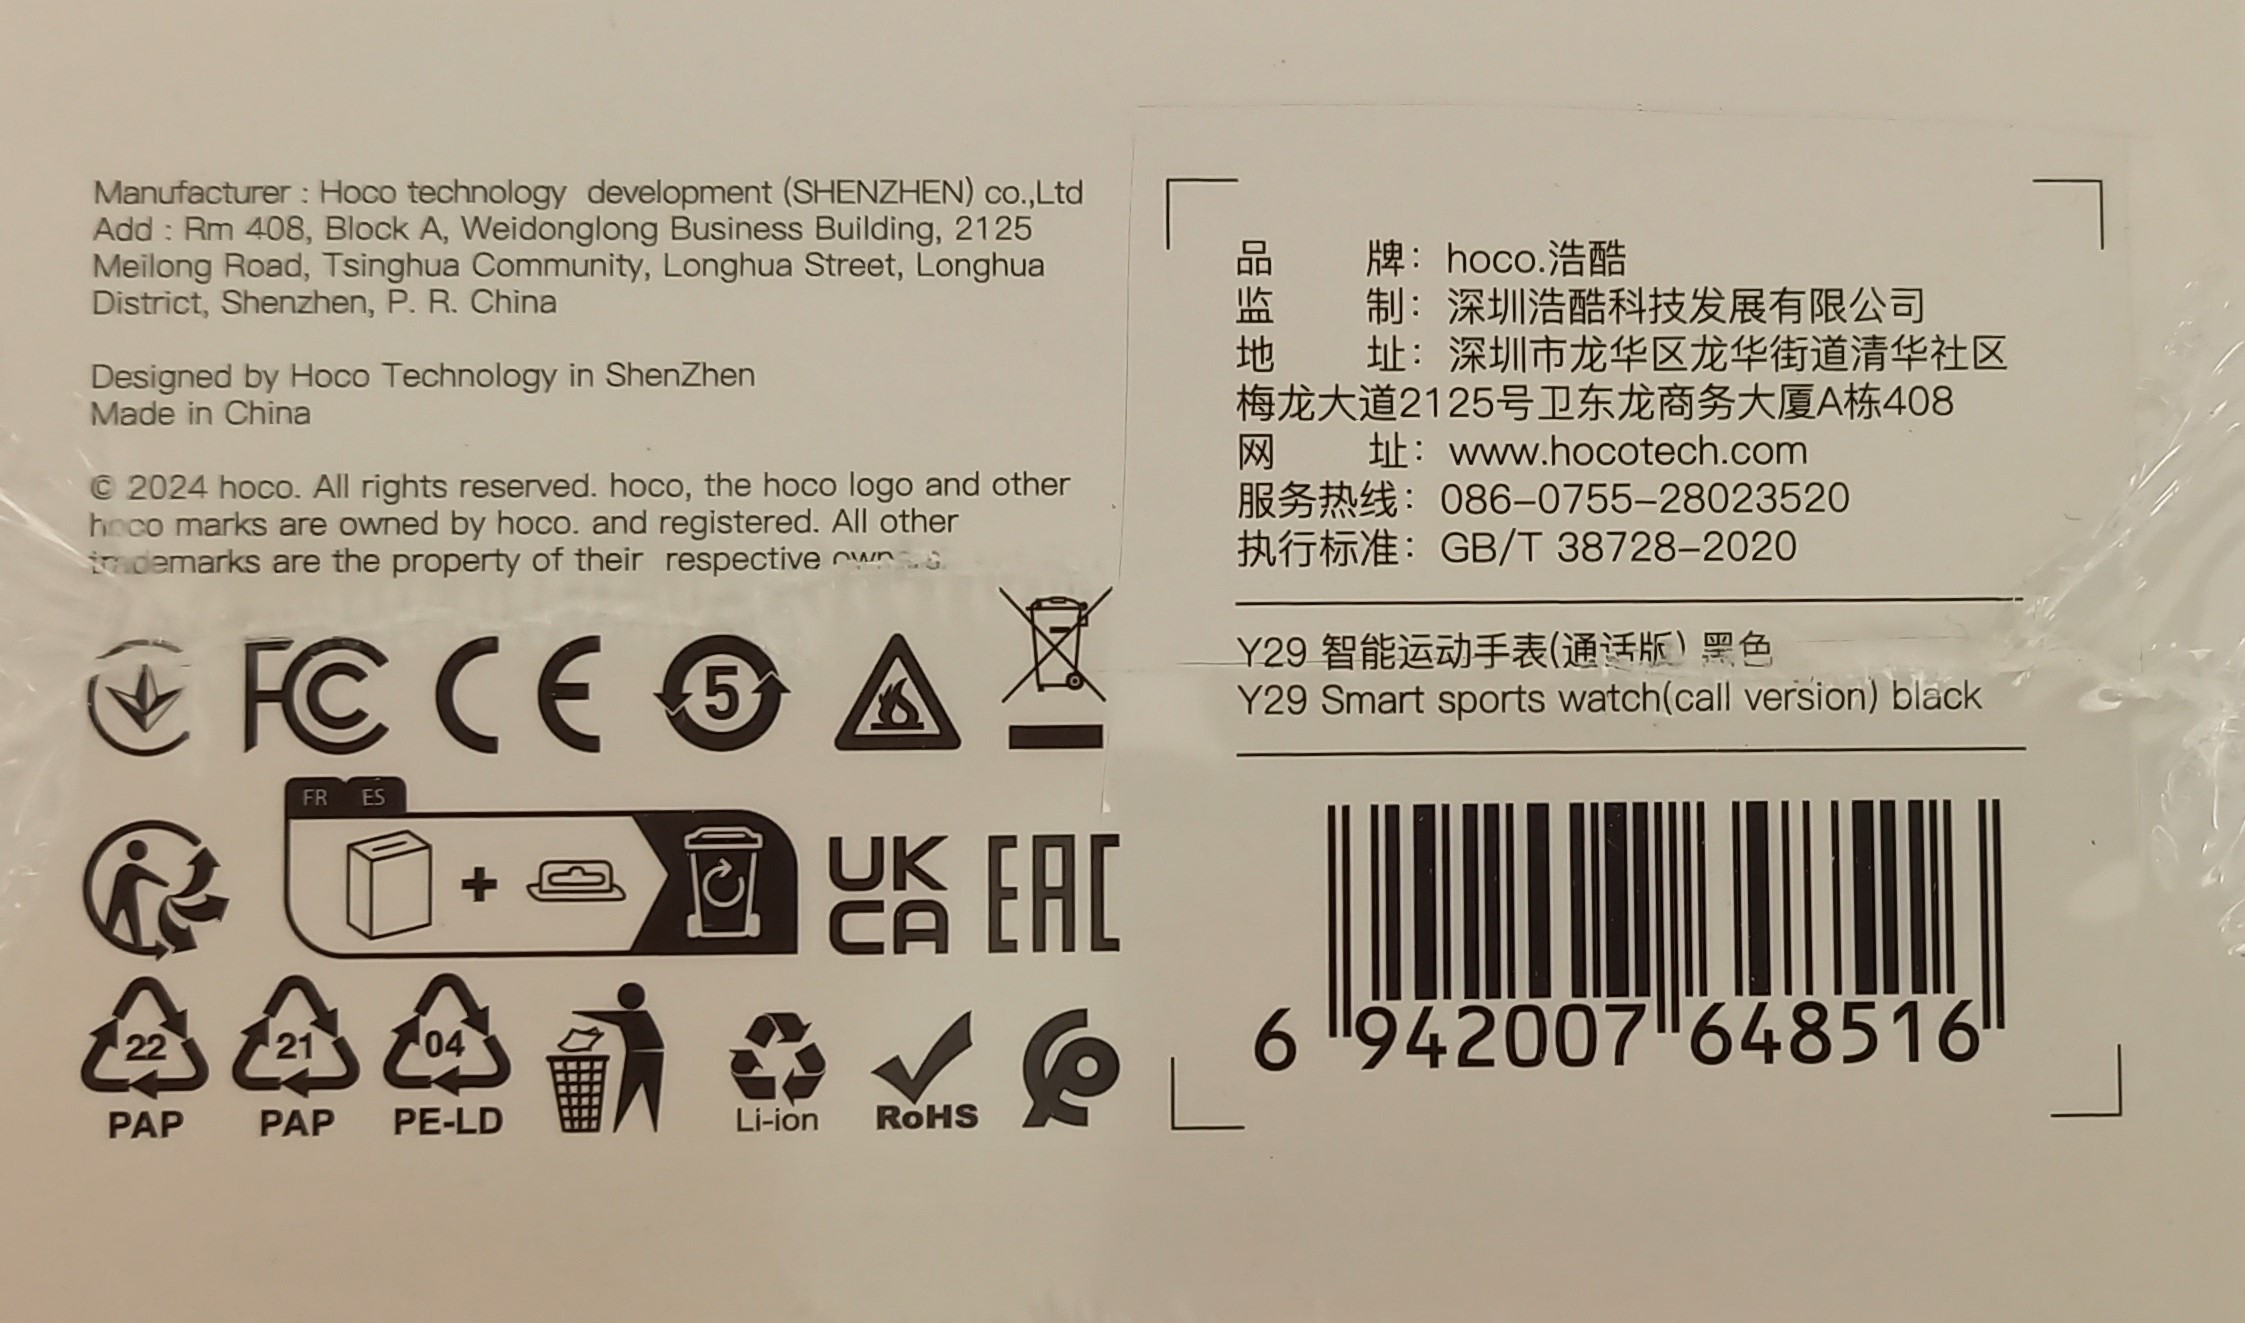 Manufacturer : Hoco technology development (SHENZHEN) co.,Ltd
Add : Rm 408, Block A, Weidonglong Business Building, 2125
Meilong Road, Tsinghua Community, Longhua Street, Longhua
District, Shenzhen, P. R. China
Designed by Hoco Technology in ShenZhen
Made in China
© 2024 hoco. All rights reserved. hoco, the hoco logo and other
hoco marks are owned by hoco. and registered. All other
trademarks are the property of their respective owners.
FC CE 5
FR ES
UK
CA
EAC
22
PAP
21
PAP
04
PE-LD
Li-ion
RoHS
品 牌：hoco.浩酷
监 制：深圳浩酷科技发展有限公司
地 址：深圳市龙华区龙华街道清华社区
梅龙大道2125号卫东龙商务大厦A栋408
网 址：www.hocotech.com
服务热线：086-0755-28023520
执行标准：GB/T 38728-2020
Y29 智能运动手表(通话版) 黑色
Y29 Smart sports watch(call version) black
6 942007 648516